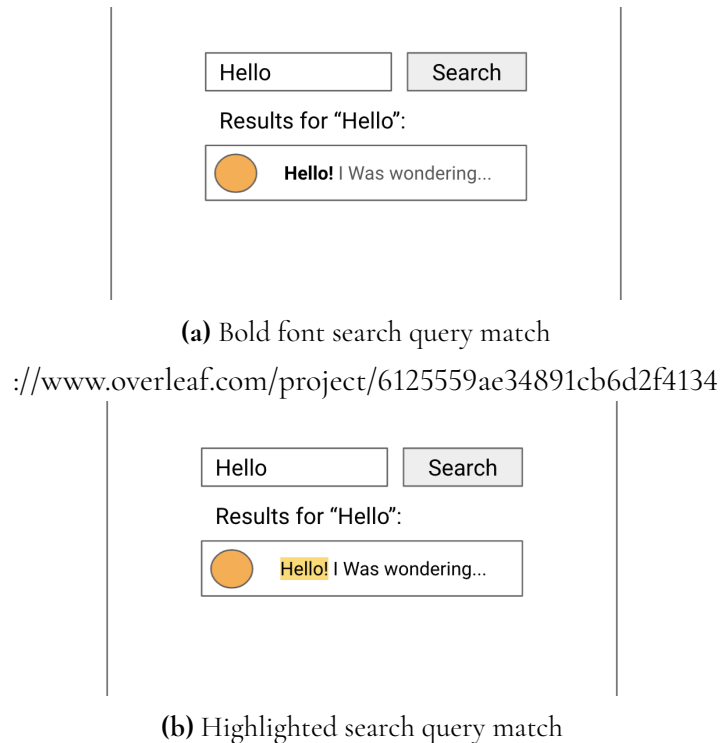 Hello Search
Results for “Hello”:
Hello! I Was wondering...
(a) Bold font search query match
://www.overleaf.com/project/6125559ae34891cb6d2f4134
Hello Search
Results for “Hello”:
Hello! I Was wondering...
(b) Highlighted search query match